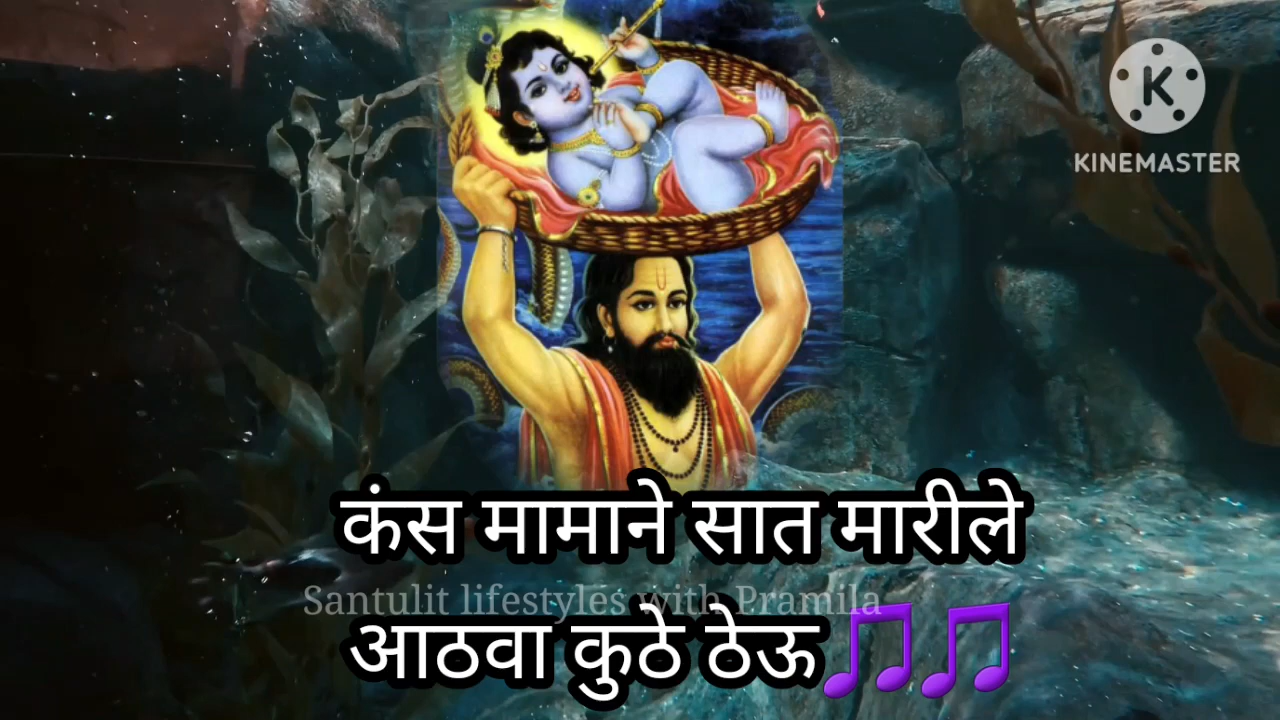 K
KINEMASTER
कंस मामाने सात मारीले
Santulit lifestyles with Pramila
आठवा कुठे ठेऊ🎵🎵